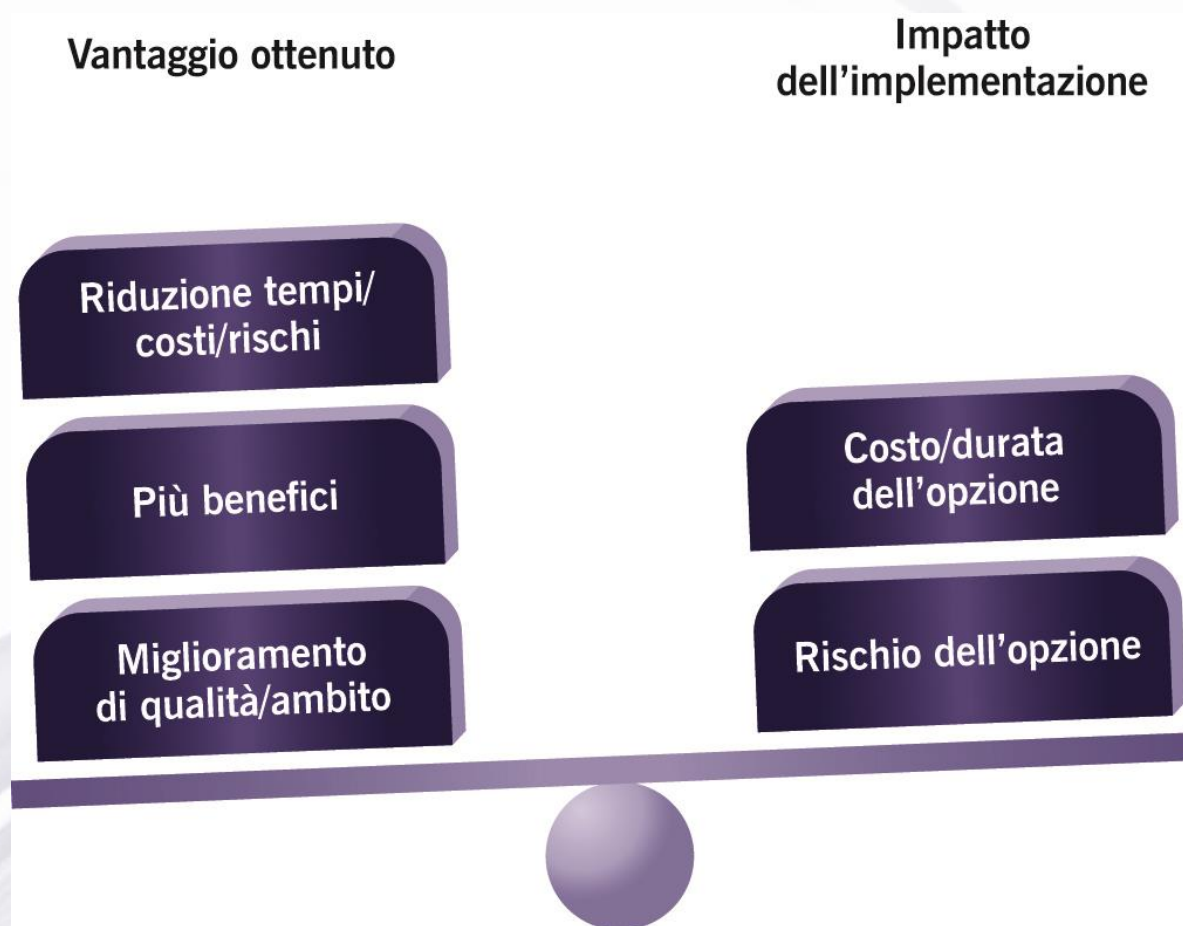 Vantaggio ottenuto
Impatto
dell'implementazione
Riduzione tempi/
costi/rischi
Più benefici
Miglioramento
di qualità/ambito
Costo/durata
dell'opzione
Rischio dell'opzione